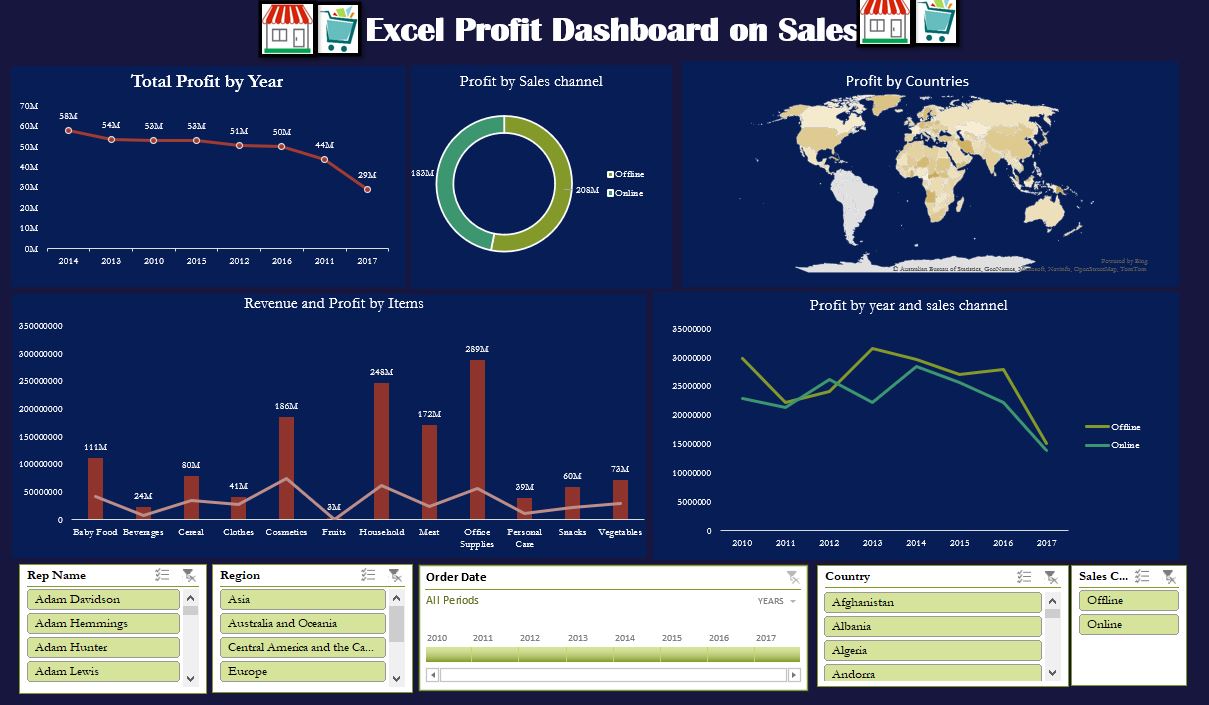 Excel Profit Dashboard on Sales
Total Profit by Year
70M
60M
50M
40M
30M
20M
10M
0M
58M
54M
53M
53M
51M
50M
44M
29M
2014 2013 2010 2015 2012 2016 2011 2017
Profit by Sales channel
183M
208M
Offline
Online
Profit by Countries
Powered by Bing
© Australian Bureau of Statistics, GeoNames, Microsoft, Navinfo, OpenStreetMap, TomTom
Revenue and Profit by Items
350000000
300000000
250000000
200000000
150000000
100000000
50000000
0
111M
24M
80M
41M
186M
3M
248M
172M
289M
39M
60M
73M
Baby Food Beverages Cereal Clothes Cosmetics Fruits Household Meat Office Personal Snacks Vegetables
Supplies Care
Profit by year and sales channel
35000000
30000000
25000000
20000000
15000000
10000000
5000000
0
2010 2011 2012 2013 2014 2015 2016 2017
Offline
Online
Rep Name
Adam Davidson
Adam Hemmings
Adam Hunter
Adam Lewis
Region
Asia
Australia and Oceania
Central America and the Ca...
Europe
Order Date
All Periods
YEARS
2010 2011 2012 2013 2014 2015 2016 2017
Country
Afghanistan
Albania
Algeria
Andorra
Sales C...
Offline
Online